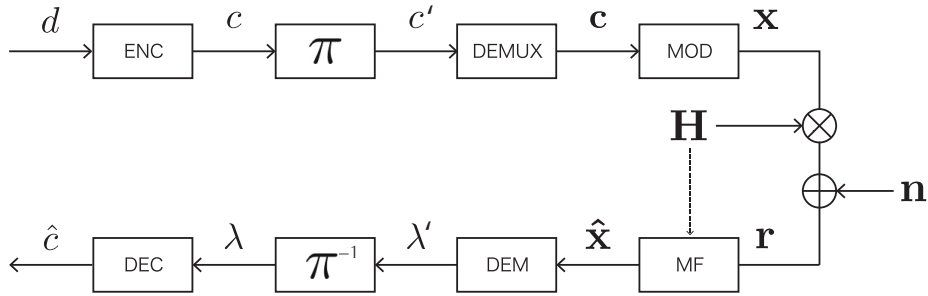 d c c′ 𝐜 𝐱
ENC π DEMUX MOD
𝐇
𝐧
ĉ λ λ′ 𝐱̂ 𝐫
DEC π⁻¹ DEM MF